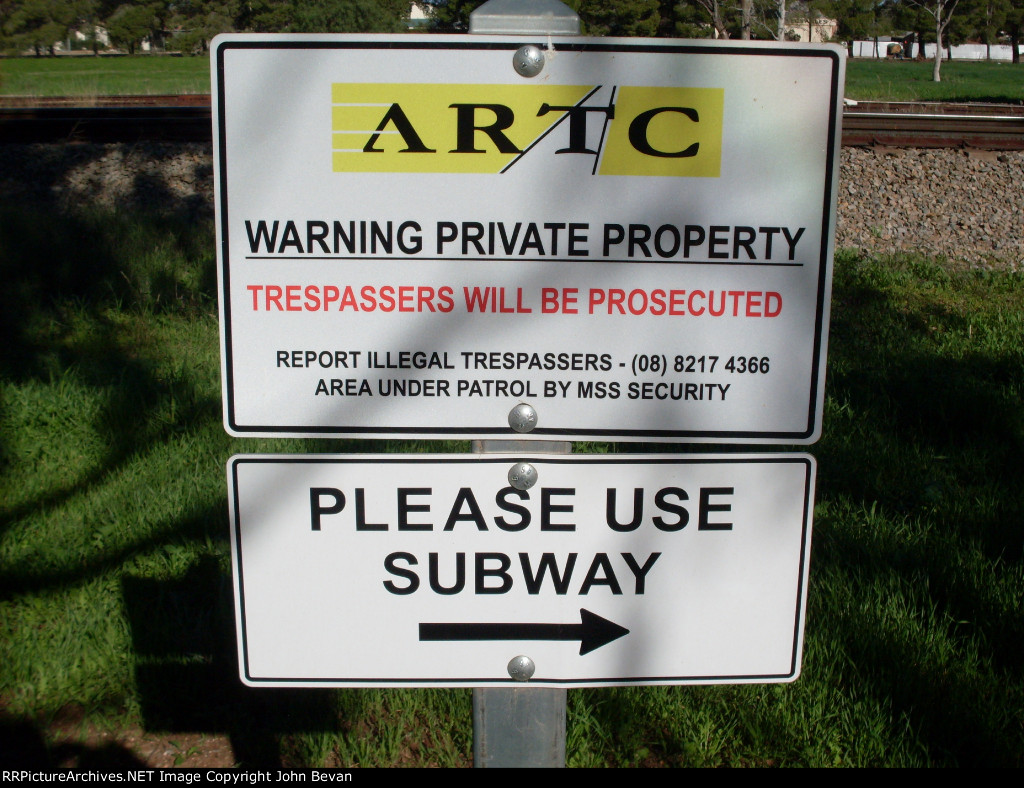 ARTC
WARNING PRIVATE PROPERTY
TRESPASSERS WILL BE PROSECUTED
REPORT ILLEGAL TRESPASSERS - (08) 8217 4366
AREA UNDER PATROL BY MSS SECURITY
PLEASE USE
SUBWAY
RRPictureArchives.NET Image Copyright John Bevan